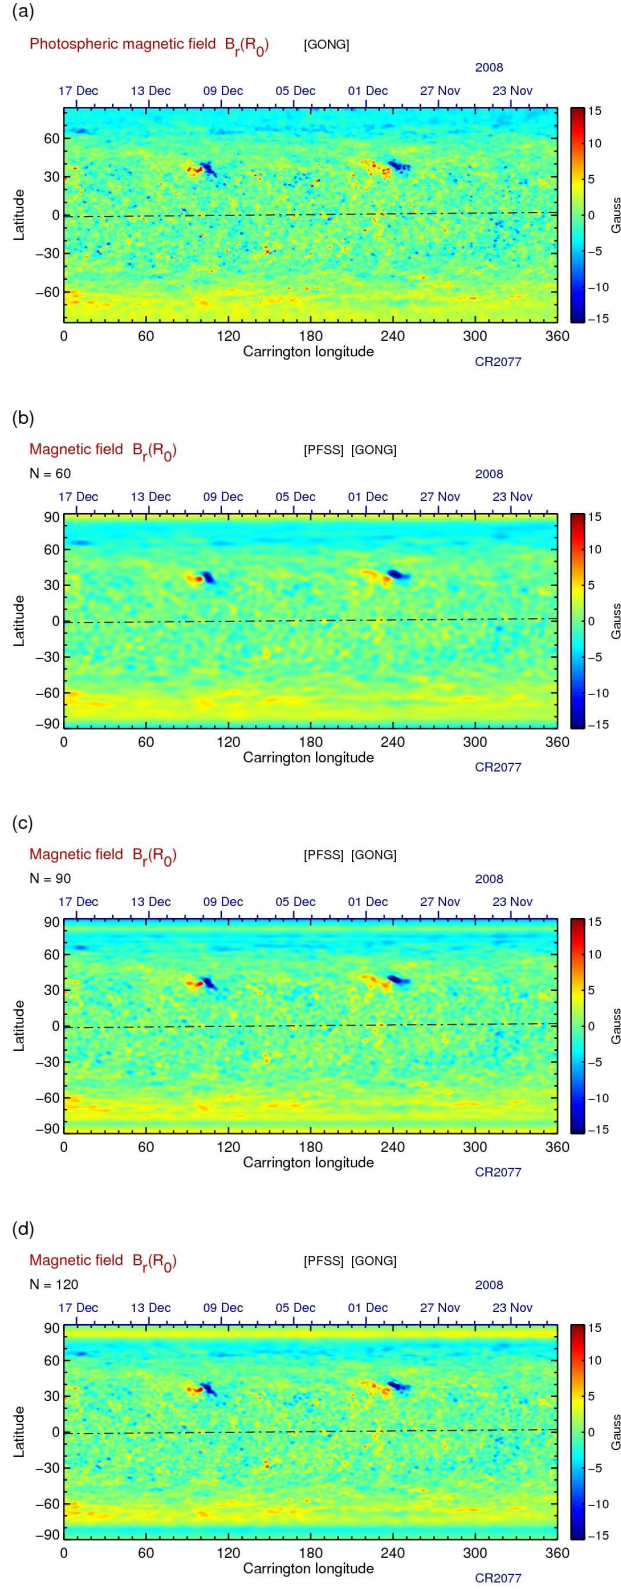 (a)
Photospheric magnetic field Br(R0) [GONG]
2008
17 Dec 13 Dec 09 Dec 05 Dec 01 Dec 27 Nov 23 Nov
60
30
0
−30
−60
Latitude
0 60 120 180 240 300 360
Carrington longitude
CR2077
15
10
5
0
−5
−10
−15
Gauss
(b)
Magnetic field Br(R0) [PFSS] [GONG]
N = 60
2008
17 Dec 13 Dec 09 Dec 05 Dec 01 Dec 27 Nov 23 Nov
90
60
30
0
−30
−60
−90
Latitude
0 60 120 180 240 300 360
Carrington longitude
CR2077
15
10
5
0
−5
−10
−15
Gauss
(c)
Magnetic field Br(R0) [PFSS] [GONG]
N = 90
2008
17 Dec 13 Dec 09 Dec 05 Dec 01 Dec 27 Nov 23 Nov
90
60
30
0
−30
−60
−90
Latitude
0 60 120 180 240 300 360
Carrington longitude
CR2077
15
10
5
0
−5
−10
−15
Gauss
(d)
Magnetic field Br(R0) [PFSS] [GONG]
N = 120
2008
17 Dec 13 Dec 09 Dec 05 Dec 01 Dec 27 Nov 23 Nov
90
60
30
0
−30
−60
−90
Latitude
0 60 120 180 240 300 360
Carrington longitude
CR2077
15
10
5
0
−5
−10
−15
Gauss